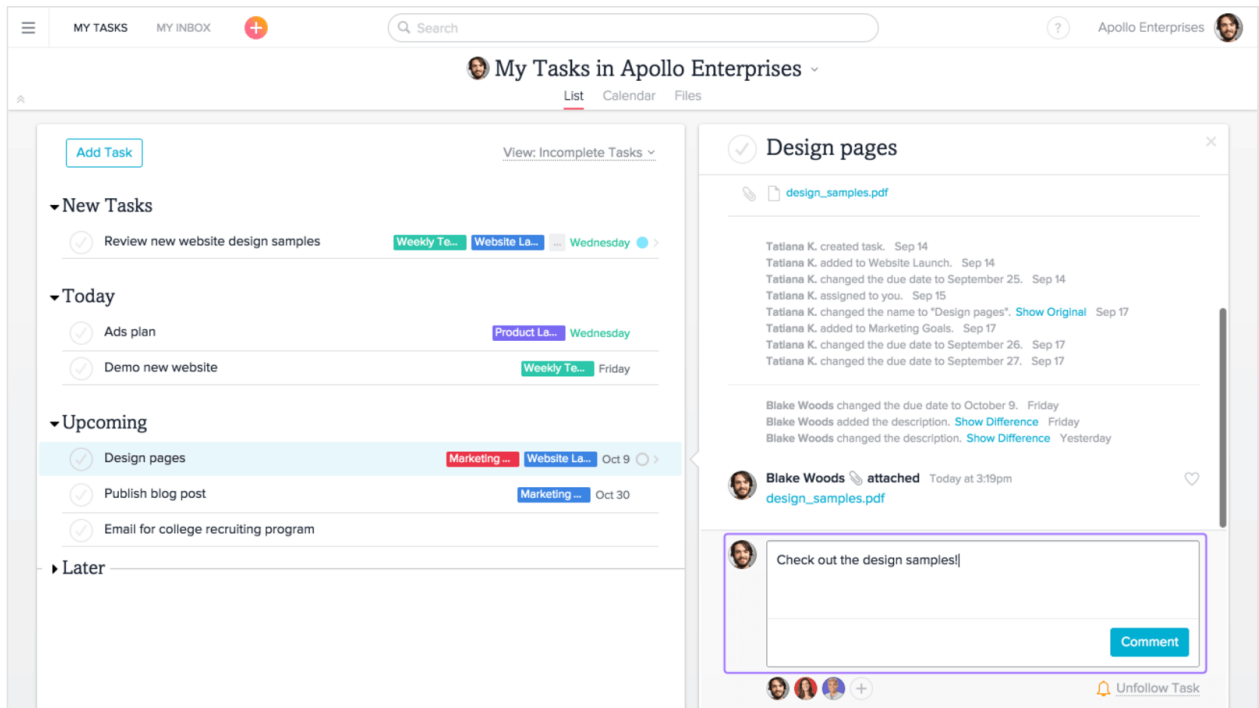 MY TASKS MY INBOX + Search ? Apollo Enterprises
My Tasks in Apollo Enterprises
List Calendar Files
Add Task View: Incomplete Tasks
New Tasks
Review new website design samples Weekly Te... Website La... ... Wednesday
Today
Ads plan Product La... Wednesday
Demo new website Weekly Te... Friday
Upcoming
Design pages Marketing ... Website La... Oct 9
Publish blog post Marketing ... Oct 30
Email for college recruiting program
Later
Design pages
design_samples.pdf
Tatiana K. created task. Sep 14
Tatiana K. added to Website Launch. Sep 14
Tatiana K. changed the due date to September 25. Sep 14
Tatiana K. assigned to you. Sep 15
Tatiana K. changed the name to "Design pages". Show Original Sep 17
Tatiana K. added to Marketing Goals. Sep 17
Tatiana K. changed the due date to September 26. Sep 17
Tatiana K. changed the due date to September 27. Sep 17
Blake Woods changed the due date to October 9. Friday
Blake Woods added the description. Show Difference Friday
Blake Woods changed the description. Show Difference Yesterday
Blake Woods attached Today at 3:19pm
design_samples.pdf
Check out the design samples!
Comment
+ Unfollow Task